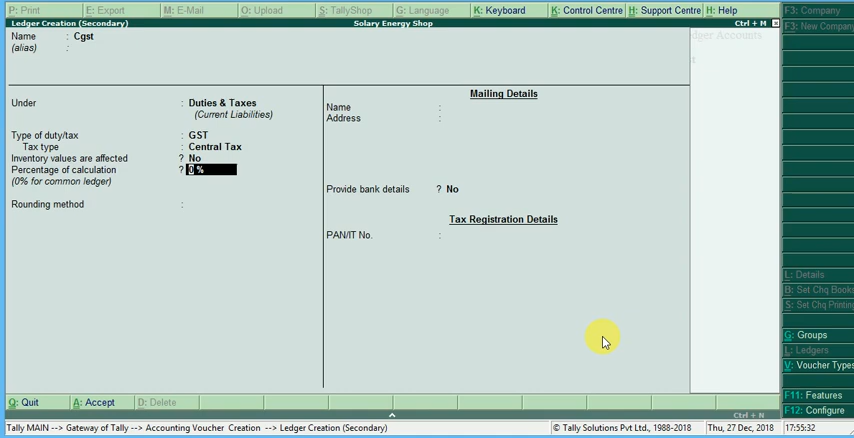 P: Print E: Export M: E-Mail O: Upload S: TallyShop G: Language K: Keyboard K: Control Centre H: Support Centre H: Help F3: Company
Ledger Creation (Secondary) Solary Energy Shop Ctrl + M
F3: New Company
Name : Cgst
(alias) :
dger Accounts
Under : Duties & Taxes
(Current Liabilities)
Type of duty/tax : GST
Tax type : Central Tax
Inventory values are affected ? No
Percentage of calculation ? 0 %
(0% for common ledger)
Rounding method :
Mailing Details
Name :
Address :
Provide bank details ? No
Tax Registration Details
PAN/IT No. :
L: Details
B: Set Chq Books
S: Set Chq Printing
G: Groups
L: Ledgers
V: Voucher Types
F11: Features
F12: Configure
Q: Quit A: Accept D: Delete
Ctrl + N
Tally MAIN --> Gateway of Tally --> Accounting Voucher Creation --> Ledger Creation (Secondary) © Tally Solutions Pvt Ltd., 1988-2018 Thu, 27 Dec, 2018 17:55:32